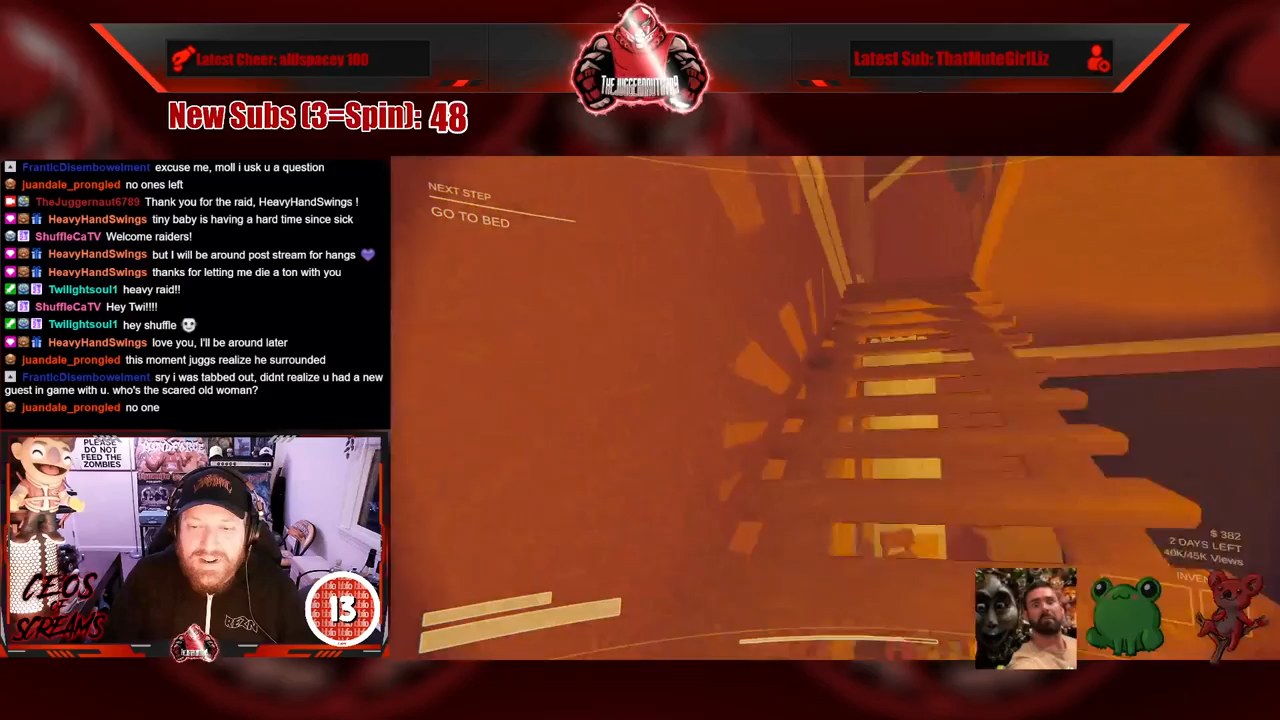 Latest Cheer: alllspacey 100
THEJUGGERNAUT6789
Latest Sub: ThatMuteGirlLiz
New Subs (3=Spin): 48
FranticDisembowelment excuse me, moll i usk u a question
juandale_prongled no ones left
TheJuggernaut6789 Thank you for the raid, HeavyHandSwings !
HeavyHandSwings tiny baby is having a hard time since sick
ShuffleCaTV Welcome raiders!
HeavyHandSwings but I will be around post stream for hangs
HeavyHandSwings thanks for letting me die a ton with you
Twilightsoul1 heavy raid!!
ShuffleCaTV Hey Twi!!!!
Twilightsoul1 hey shuffle
HeavyHandSwings love you, I'll be around later
juandale_prongled this moment juggs realize he surrounded
FranticDisembowelment sry i was tabbed out, didnt realize u had a new
guest in game with u. who's the scared old woman?
juandale_prongled no one
NEXT STEP
GO TO BED
PLEASE
DO NOT
FEED THE
ZOMBIES
CEOS
OF
STREAMS
13
$ 382
2 DAYS LEFT
40K/45K Views